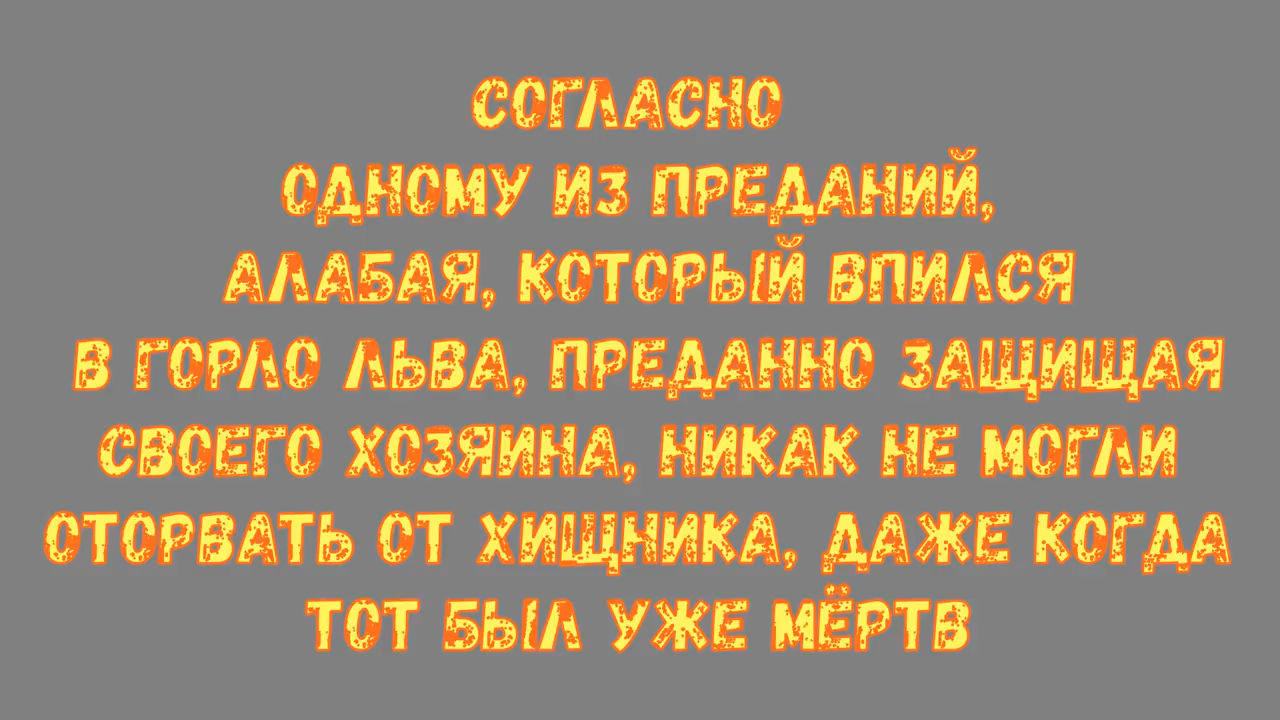 СОГЛАСНО
ОДНОМУ ИЗ ПРЕДАНИЙ,
АЛАБАЯ, КОТОРЫЙ ВПИЛСЯ
В ГОРЛО ЛЬВА, ПРЕДАННО ЗАЩИЩАЯ
СВОЕГО ХОЗЯИНА, НИКАК НЕ МОГЛИ
ОТОРВАТЬ ОТ ХИЩНИКА, ДАЖЕ КОГДА
ТОТ БЫЛ УЖЕ МЁРТВ